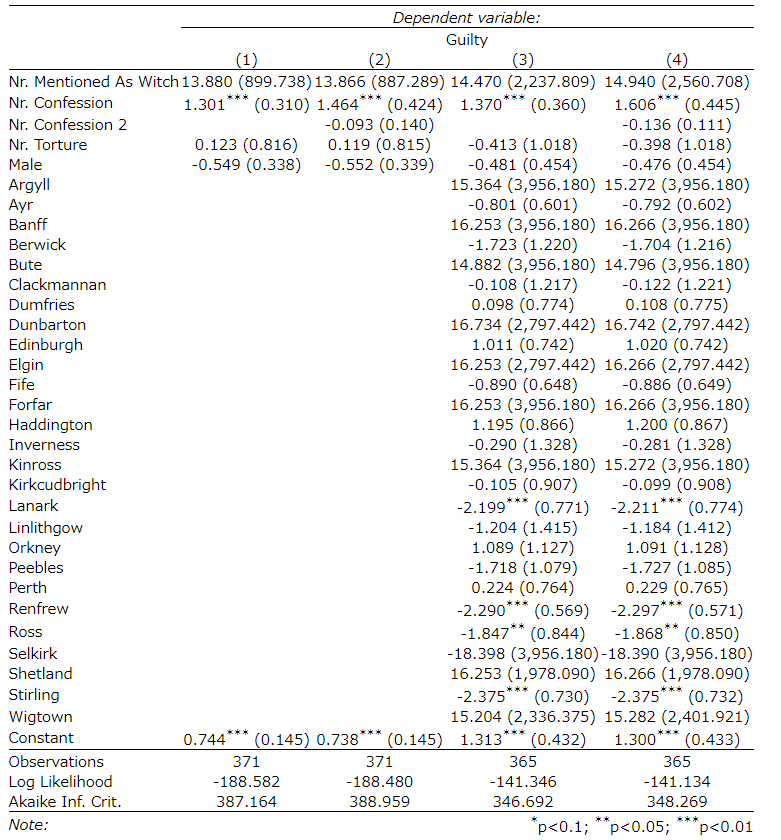 Dependent variable:
Guilty
(1) (2) (3) (4)
Nr. Mentioned As Witch 13.880 (899.738) 13.866 (887.289) 14.470 (2,237.809) 14.940 (2,560.708)
Nr. Confession 1.301*** (0.310) 1.464*** (0.424) 1.370*** (0.360) 1.606*** (0.445)
Nr. Confession 2 -0.093 (0.140) -0.136 (0.111)
Nr. Torture 0.123 (0.816) 0.119 (0.815) -0.413 (1.018) -0.398 (1.018)
Male -0.549 (0.338) -0.552 (0.339) -0.481 (0.454) -0.476 (0.454)
Argyll 15.364 (3,956.180) 15.272 (3,956.180)
Ayr -0.801 (0.601) -0.792 (0.602)
Banff 16.253 (3,956.180) 16.266 (3,956.180)
Berwick -1.723 (1.220) -1.704 (1.216)
Bute 14.882 (3,956.180) 14.796 (3,956.180)
Clackmannan -0.108 (1.217) -0.122 (1.221)
Dumfries 0.098 (0.774) 0.108 (0.775)
Dunbarton 16.734 (2,797.442) 16.742 (2,797.442)
Edinburgh 1.011 (0.742) 1.020 (0.742)
Elgin 16.253 (2,797.442) 16.266 (2,797.442)
Fife -0.890 (0.648) -0.886 (0.649)
Forfar 16.253 (3,956.180) 16.266 (3,956.180)
Haddington 1.195 (0.866) 1.200 (0.867)
Inverness -0.290 (1.328) -0.281 (1.328)
Kinross 15.364 (3,956.180) 15.272 (3,956.180)
Kirkcudbright -0.105 (0.907) -0.099 (0.908)
Lanark -2.199*** (0.771) -2.211*** (0.774)
Linlithgow -1.204 (1.415) -1.184 (1.412)
Orkney 1.089 (1.127) 1.091 (1.128)
Peebles -1.718 (1.079) -1.727 (1.085)
Perth 0.224 (0.764) 0.229 (0.765)
Renfrew -2.290*** (0.569) -2.297*** (0.571)
Ross -1.847** (0.844) -1.868** (0.850)
Selkirk -18.398 (3,956.180) -18.390 (3,956.180)
Shetland 16.253 (1,978.090) 16.266 (1,978.090)
Stirling -2.375*** (0.730) -2.375*** (0.732)
Wigtown 15.204 (2,336.375) 15.282 (2,401.921)
Constant 0.744*** (0.145) 0.738*** (0.145) 1.313*** (0.432) 1.300*** (0.433)
Observations 371 371 365 365
Log Likelihood -188.582 -188.480 -141.346 -141.134
Akaike Inf. Crit. 387.164 388.959 346.692 348.269
Note: *p<0.1; **p<0.05; ***p<0.01